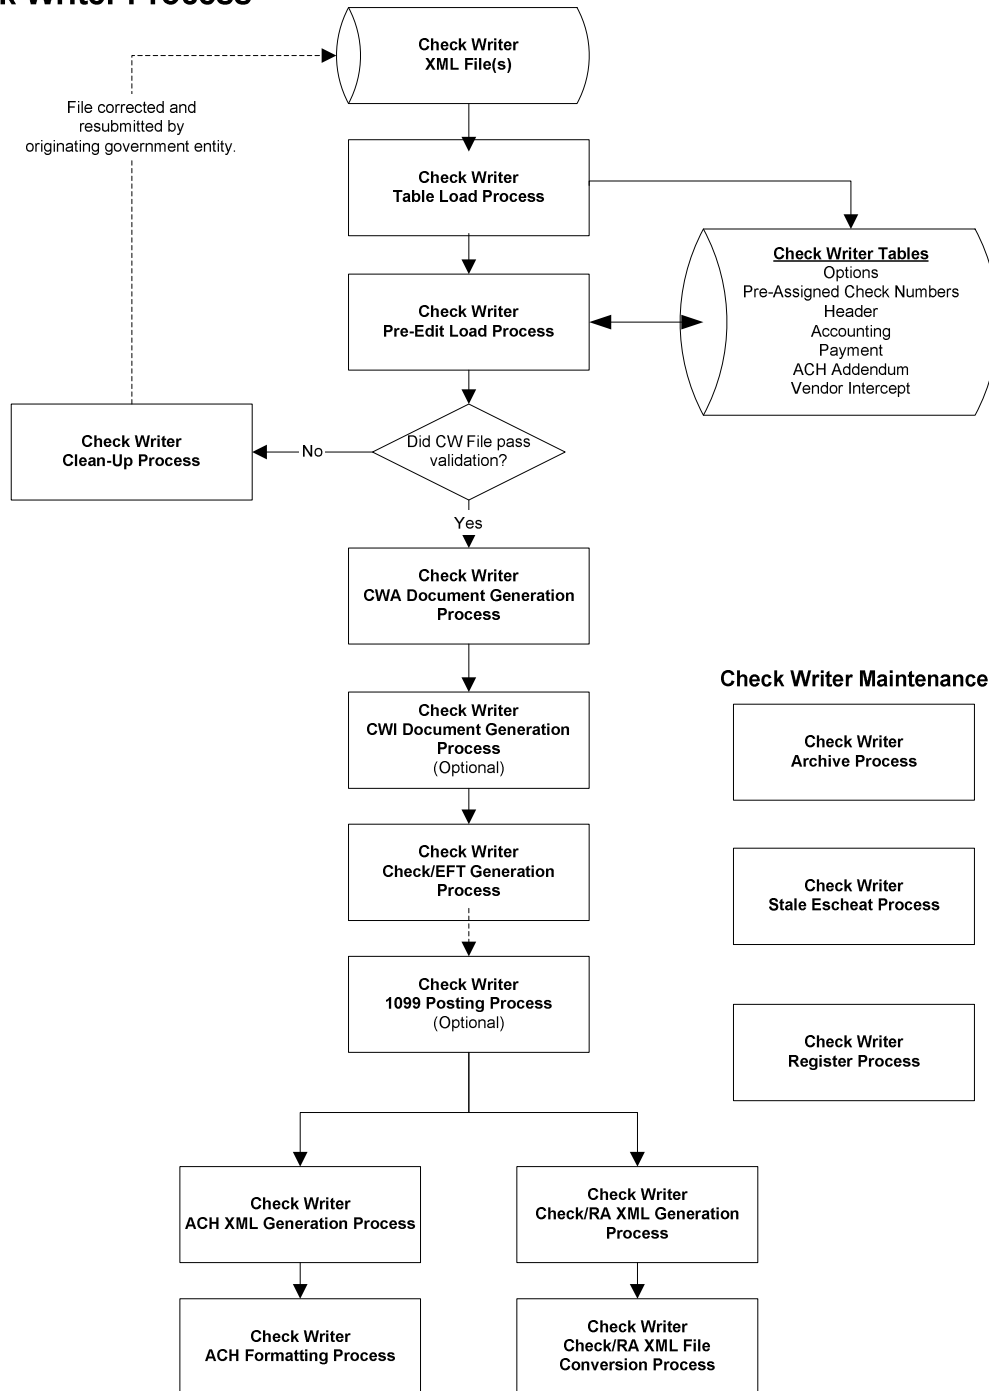 Check Writer
XML File(s)
File corrected and
resubmitted by
originating government entity.
Check Writer
Table Load Process
Check Writer Tables
Options
Pre-Assigned Check Numbers
Header
Accounting
Payment
ACH Addendum
Vendor Intercept
Check Writer
Pre-Edit Load Process
Did CW File pass
validation?
No
Check Writer
Clean-Up Process
Yes
Check Writer
CWA Document Generation
Process
Check Writer
CWI Document Generation
Process
(Optional)
Check Writer
Check/EFT Generation
Process
Check Writer
1099 Posting Process
(Optional)
Check Writer Maintenance
Check Writer
Archive Process
Check Writer
Stale Escheat Process
Check Writer
Register Process
Check Writer
ACH XML Generation Process
Check Writer
Check/RA XML Generation
Process
Check Writer
ACH Formatting Process
Check Writer
Check/RA XML File
Conversion Process